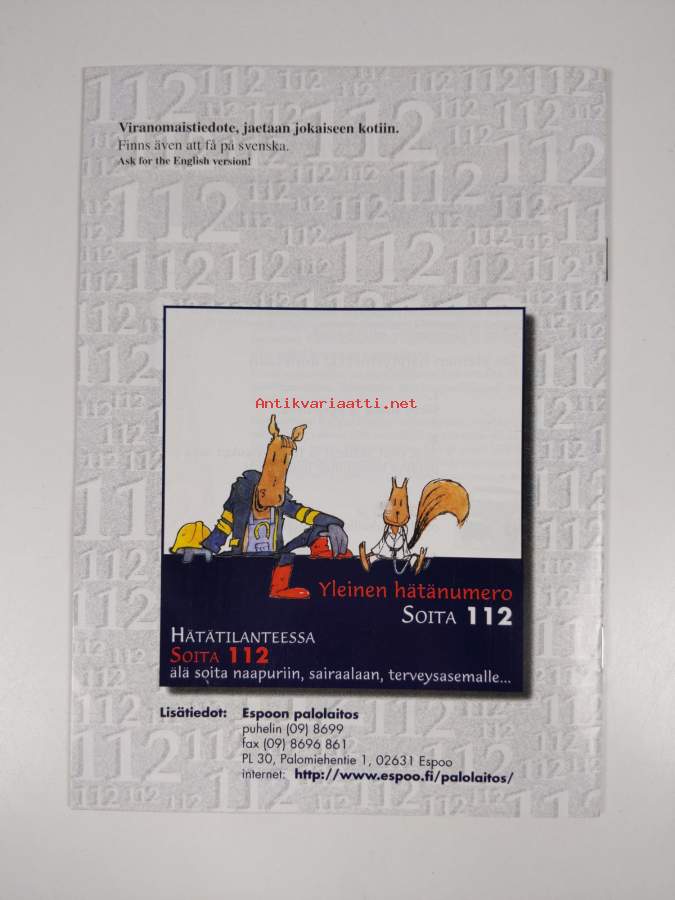 Viranomaistiedote, jaetaan jokaiseen kotiin.
Finns även att få på svenska.
Ask for the English version!
Antikvariaatti.net
Yleinen hätänumero
SOITA 112
HÄTÄTILANTEESSA
SOITA 112
älä soita naapuriin, sairaalaan, terveysasemalle...
Lisätiedot: Espoon palolaitos
puhelin (09) 8699
fax (09) 8696 861
PL 30, Palomiehentie 1, 02631 Espoo
internet: http://www.espoo.fi/palolaitos/